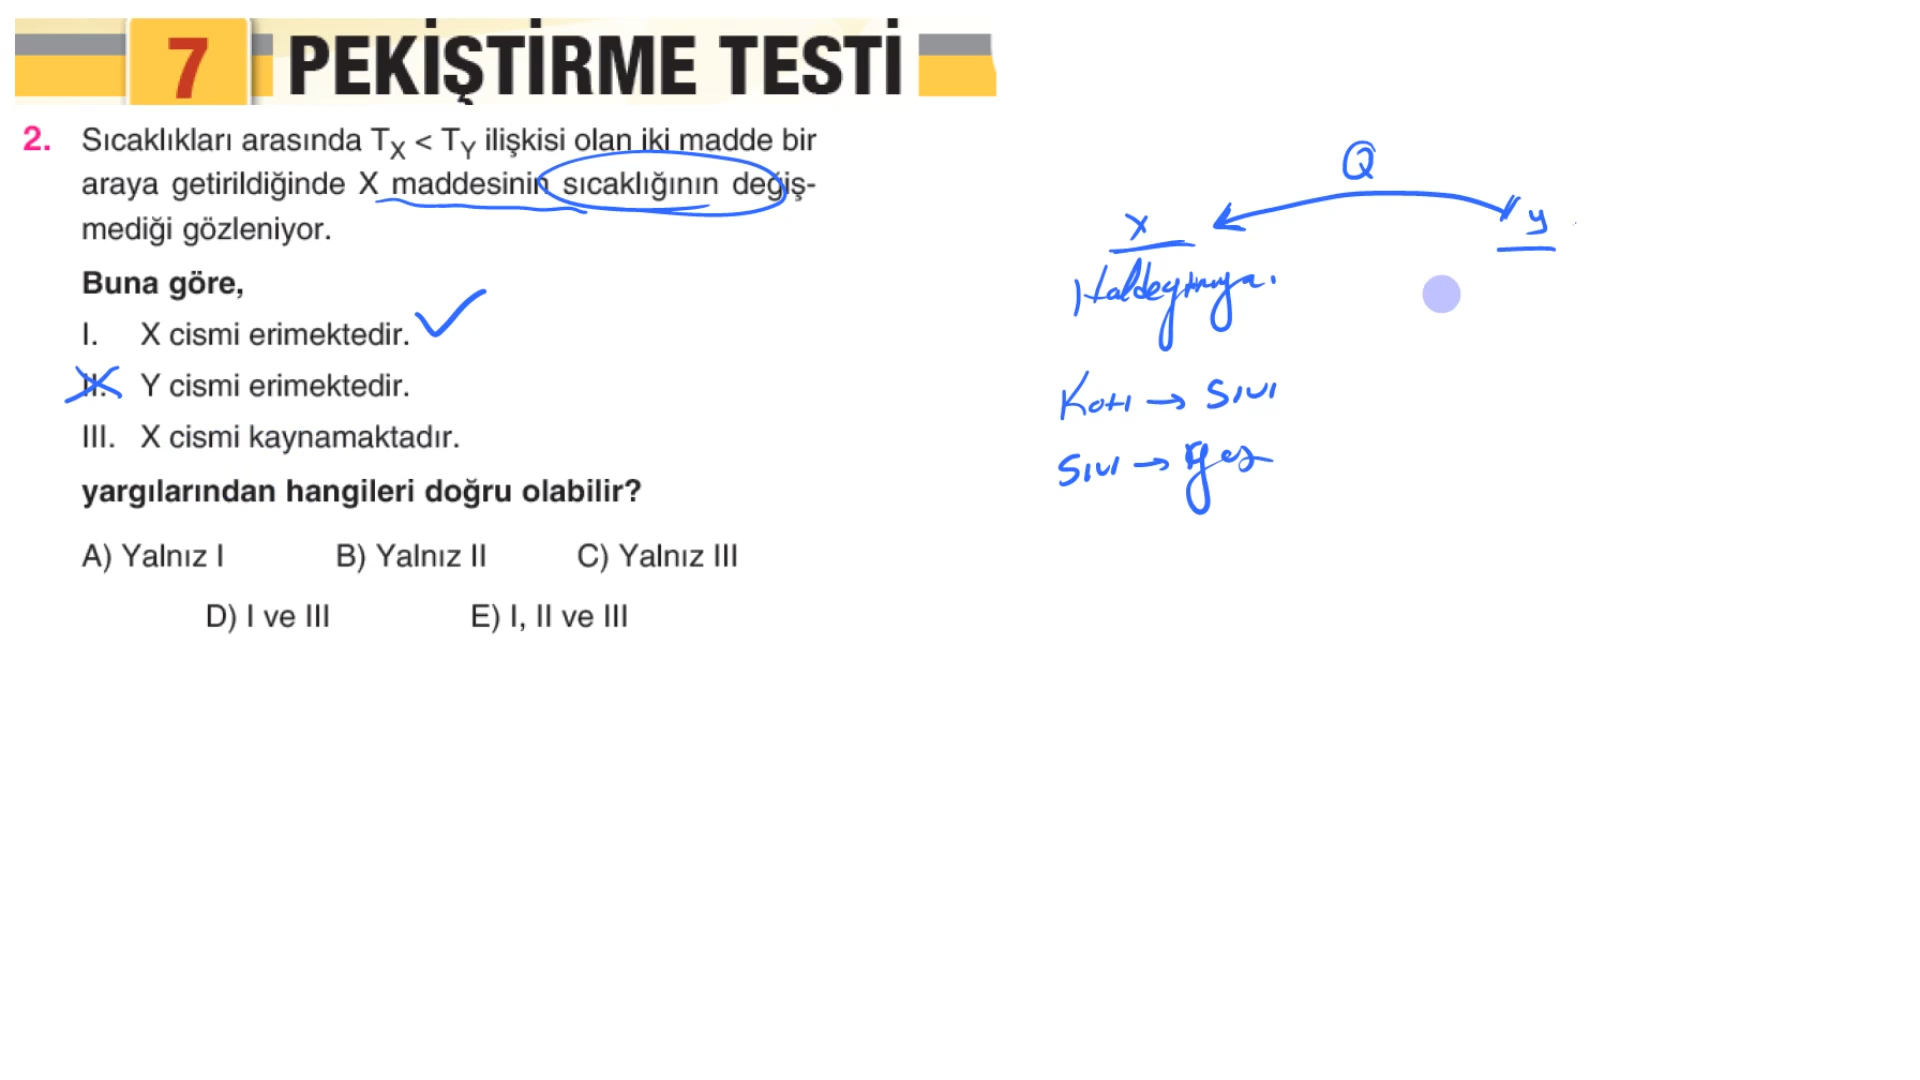 7 PEKİŞTİRME TESTİ
2. Sıcaklıkları arasında TX < TY ilişkisi olan iki madde bir
araya getirildiğinde X maddesinin sıcaklığının değiş-
mediği gözleniyor.
Buna göre,
I. X cismi erimektedir.
II. Y cismi erimektedir.
III. X cismi kaynamaktadır.
yargılarından hangileri doğru olabilir?
A) Yalnız I B) Yalnız II C) Yalnız III
D) I ve III E) I, II ve III
Q
X y
Katı → Sıvı
Sıvı → gaz